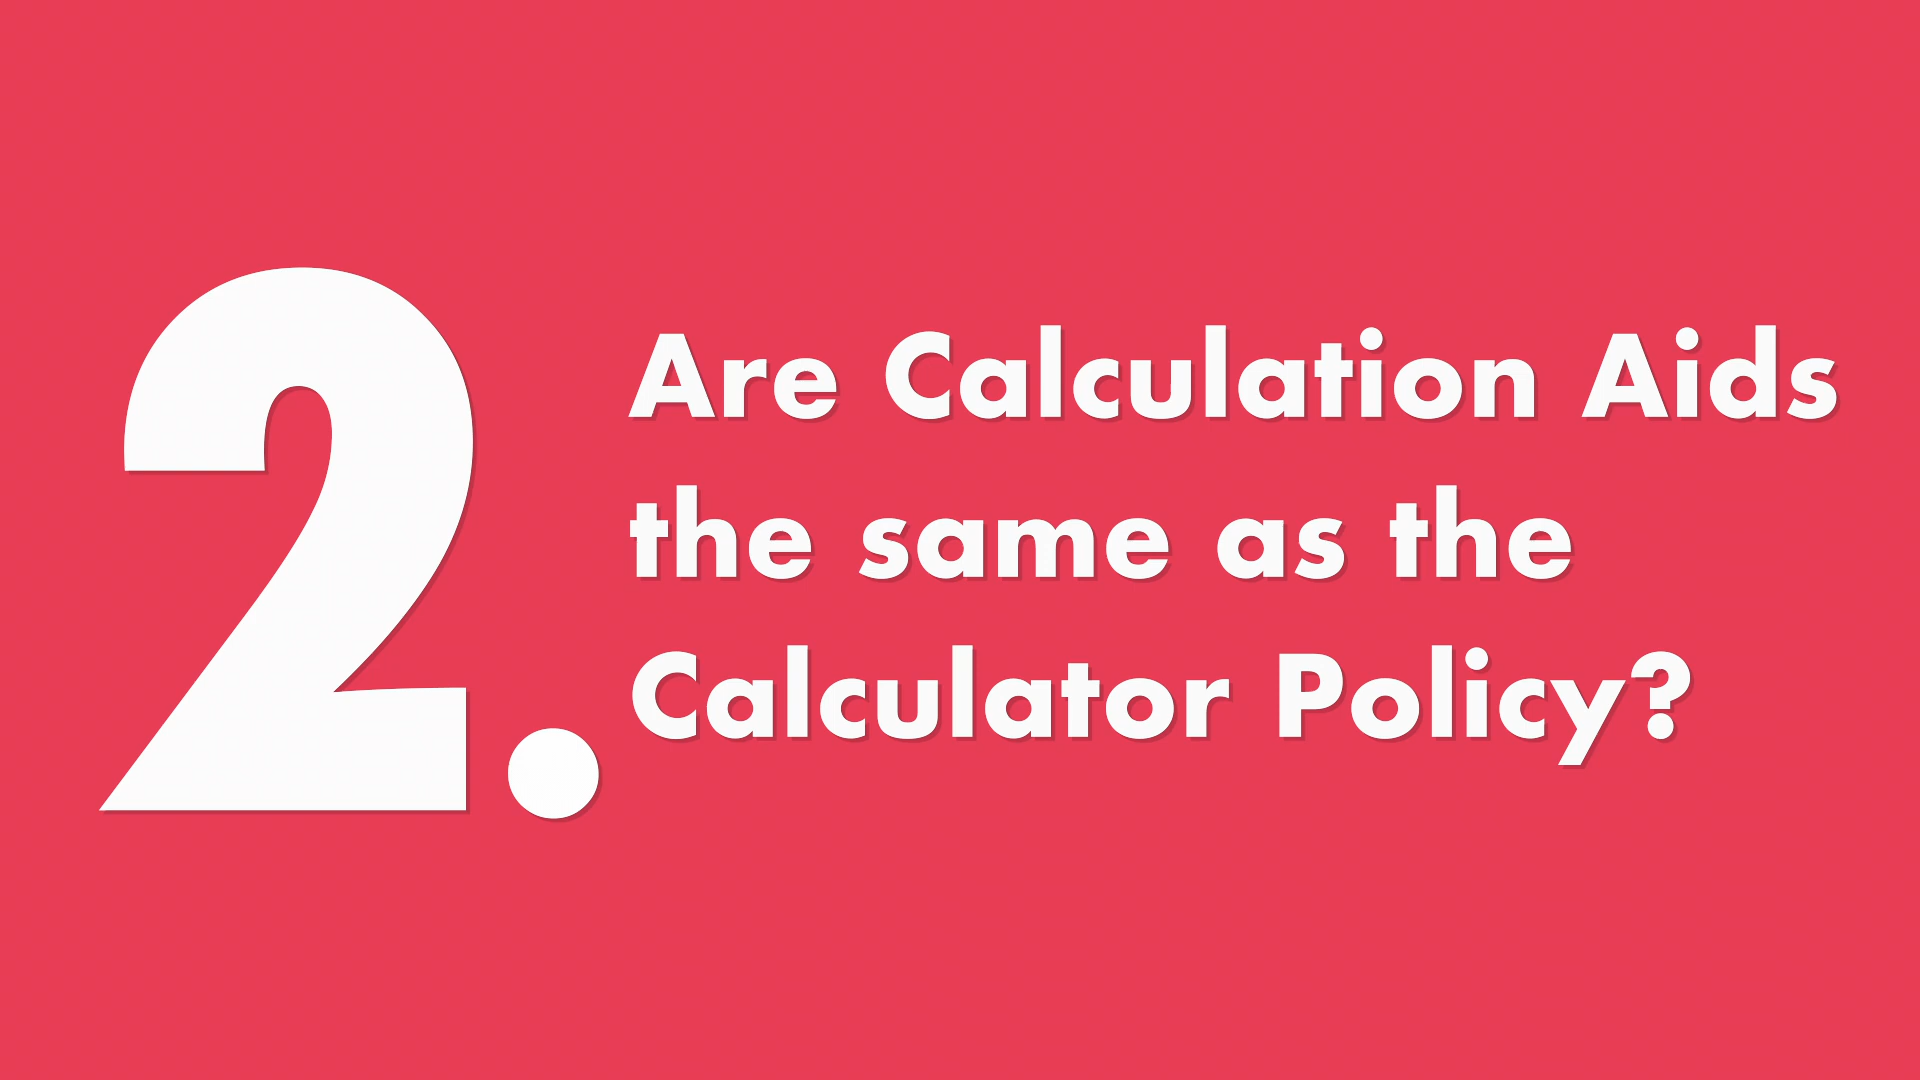 2.
Are Calculation Aids
the same as the
Calculator Policy?